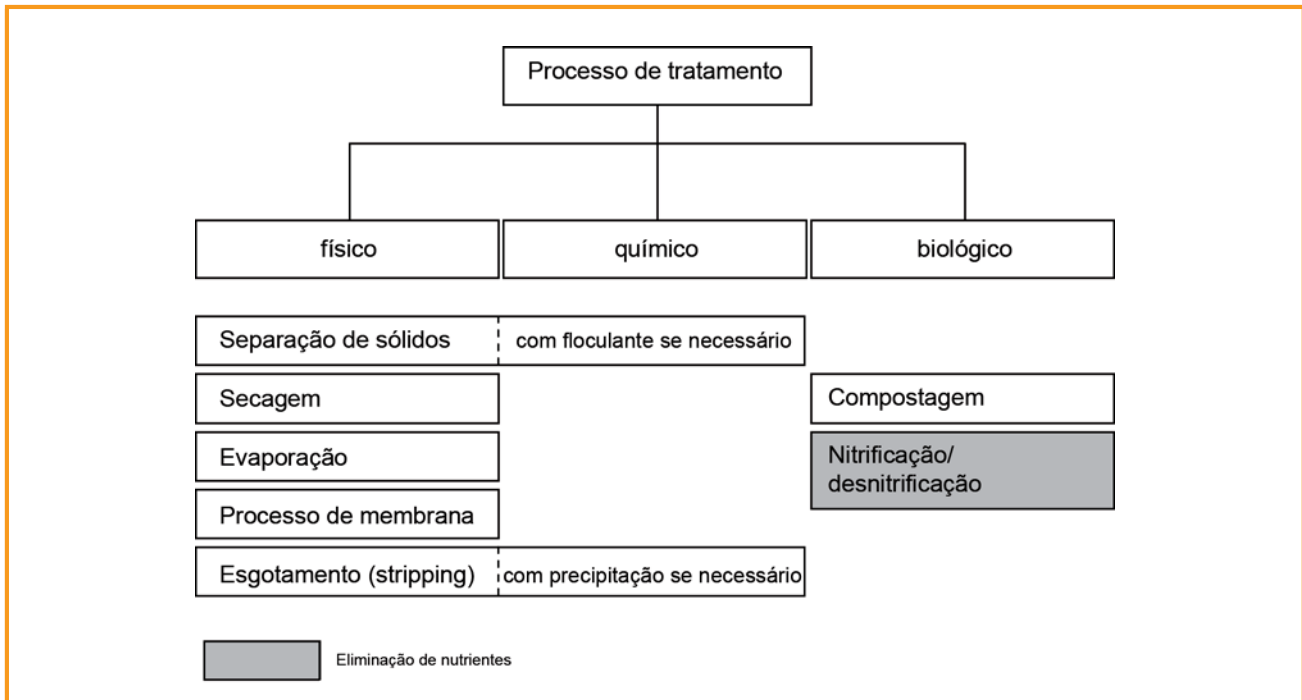 Processo de tratamento
físico
químico
biológico
Separação de sólidos
com floculante se necessário
Secagem
Compostagem
Evaporação
Nitrificação/
desnitrificação
Processo de membrana
Esgotamento (stripping)
com precipitação se necessário
Eliminação de nutrientes